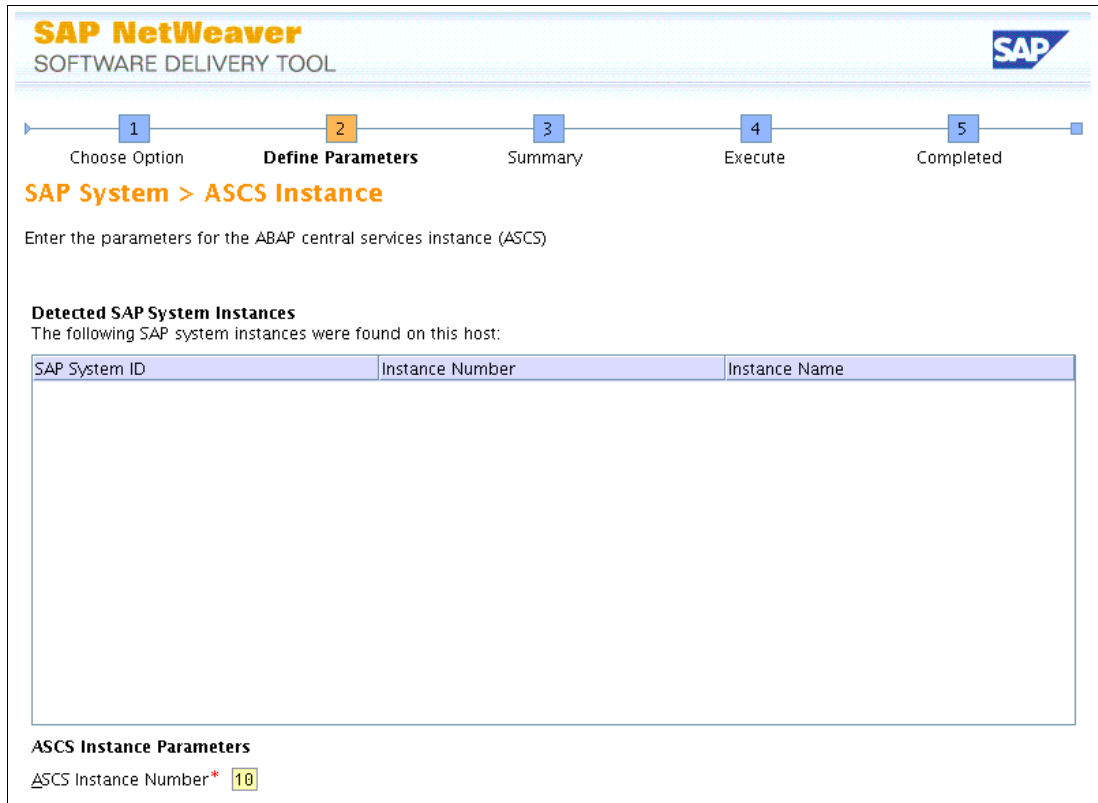 SAP NetWeaver
SOFTWARE DELIVERY TOOL
SAP
1 2 3 4 5
Choose Option Define Parameters Summary Execute Completed
SAP System > ASCS Instance
Enter the parameters for the ABAP central services instance (ASCS)
Detected SAP System Instances
The following SAP system instances were found on this host:
SAP System ID Instance Number Instance Name
ASCS Instance Parameters
ASCS Instance Number* 10